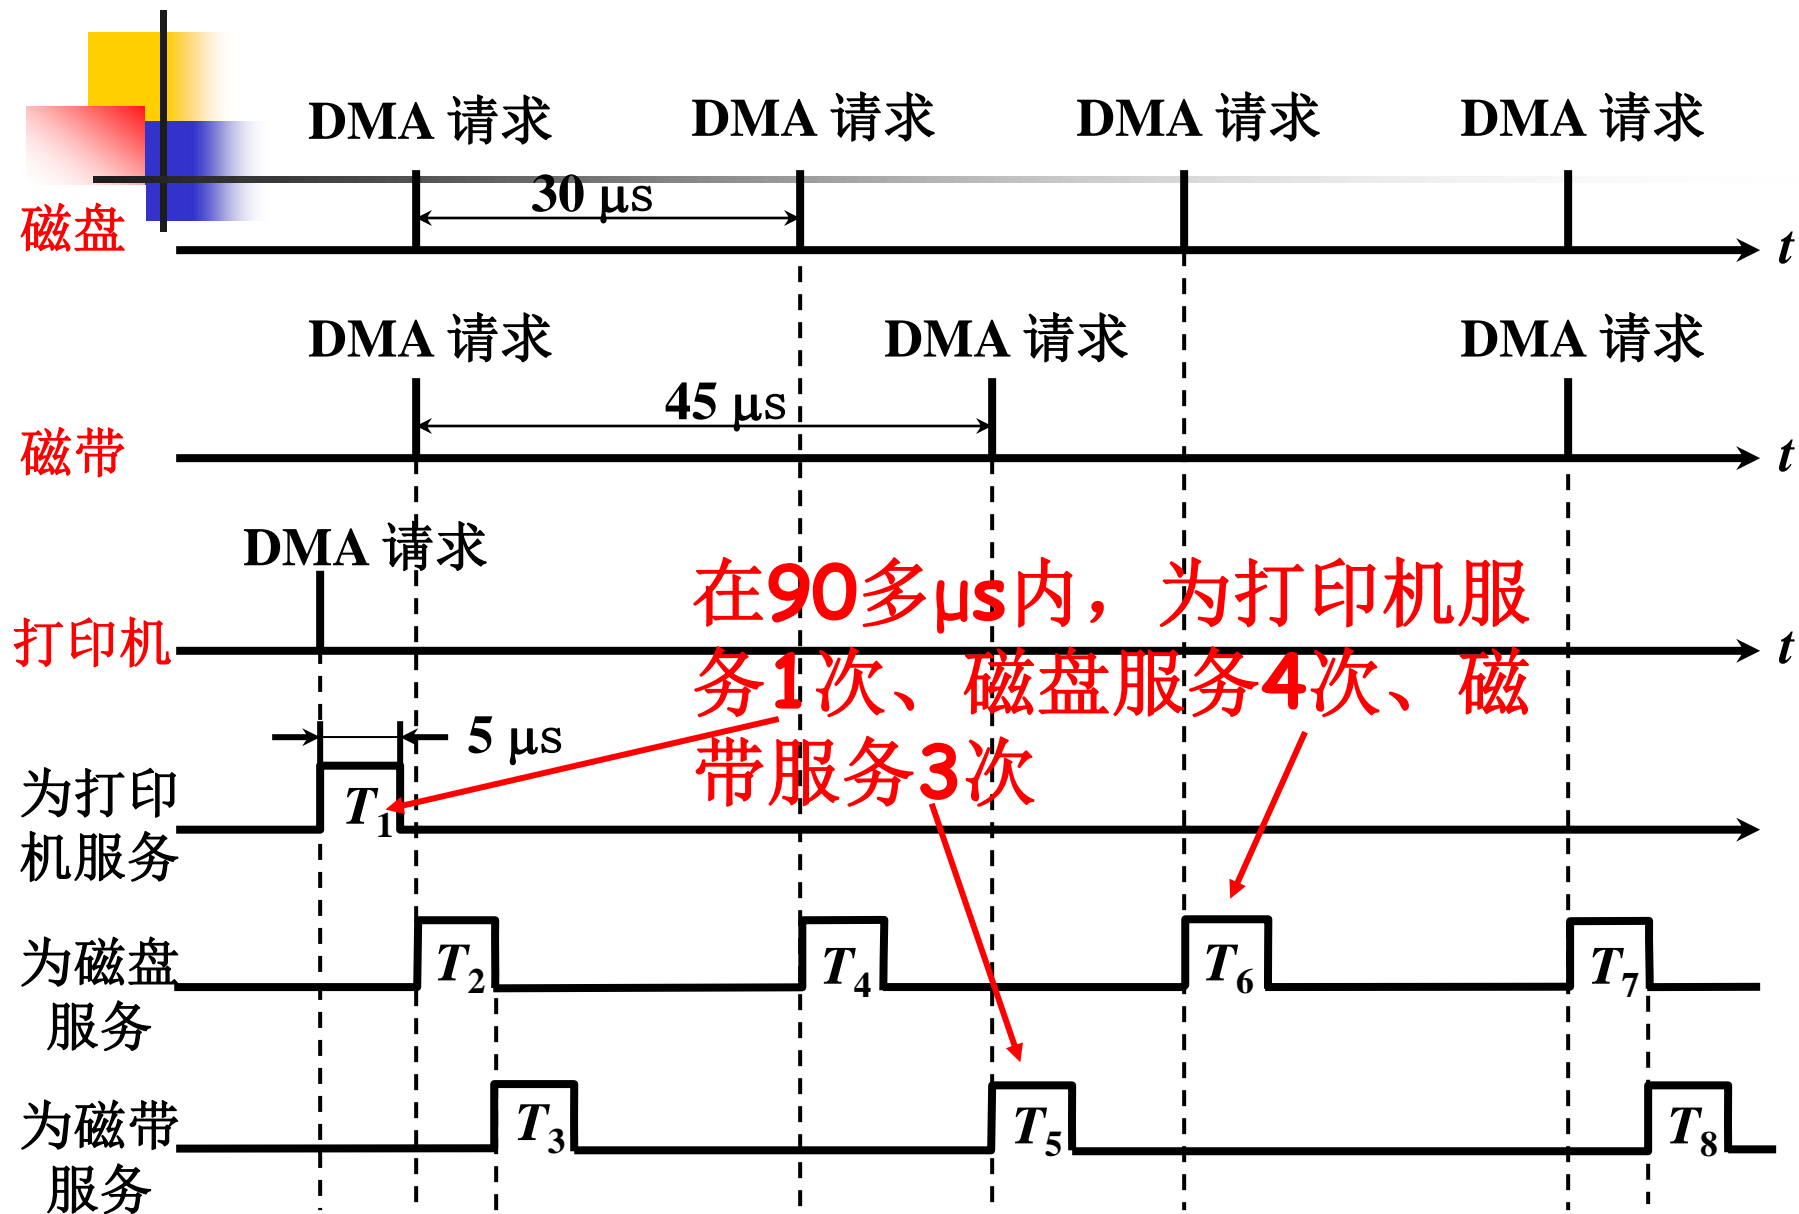 DMA 请求 DMA 请求 DMA 请求 DMA 请求
30 μs
磁盘 t
DMA 请求 DMA 请求 DMA 请求
45 μs
磁带 t
DMA 请求
打印机 t
在90多μs内，为打印机服
务1次、磁盘服务4次、磁
带服务3次
5 μs
为打印
机服务
T1
为磁盘
服务
T2 T4 T6 T7
为磁带
服务
T3 T5 T8